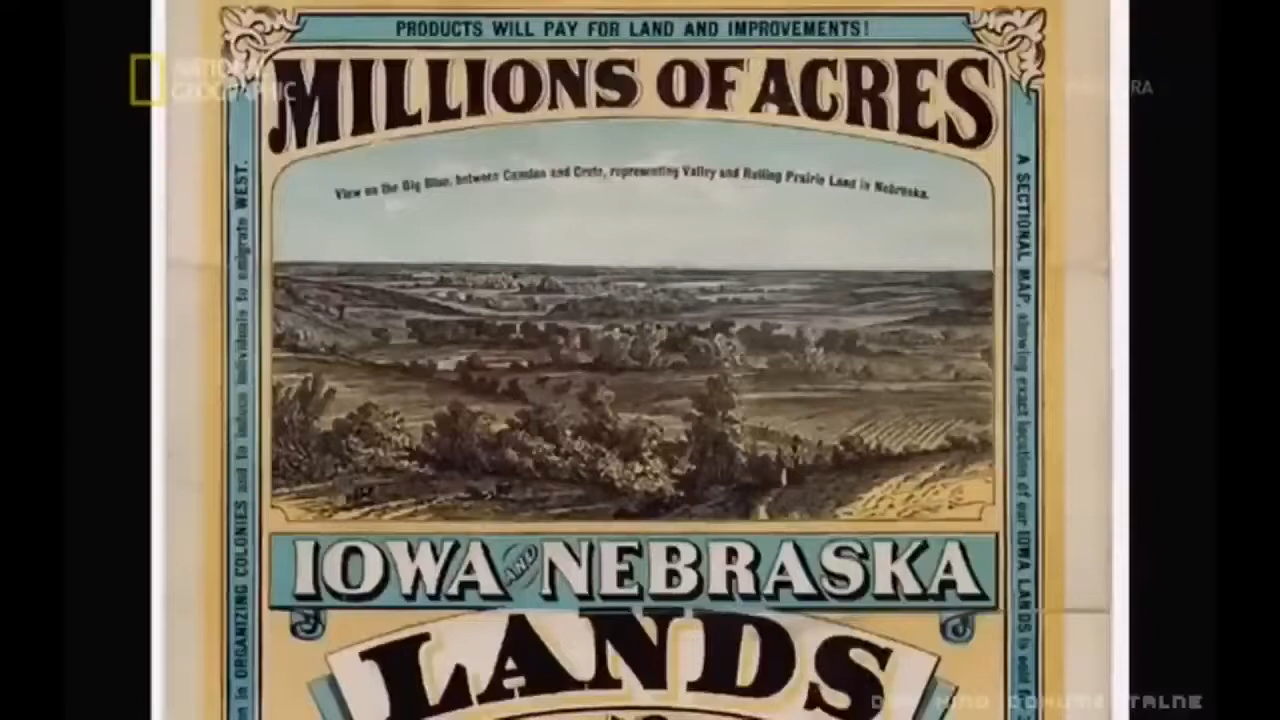 PRODUCTS WILL PAY FOR LAND AND IMPROVEMENTS!
NATIONAL
GEOGRAPHIC
MILLIONS OF ACRES
View on the Big Blue, between Camden and Crete, representing Valley and Rolling Prairie Land in Nebraska.
in ORGANIZING COLONIES and to induce individuals to emigrate WEST.
A SECTIONAL MAP, showing exact location of our IOWA LANDS is sold
IOWA AND NEBRASKA
LANDS